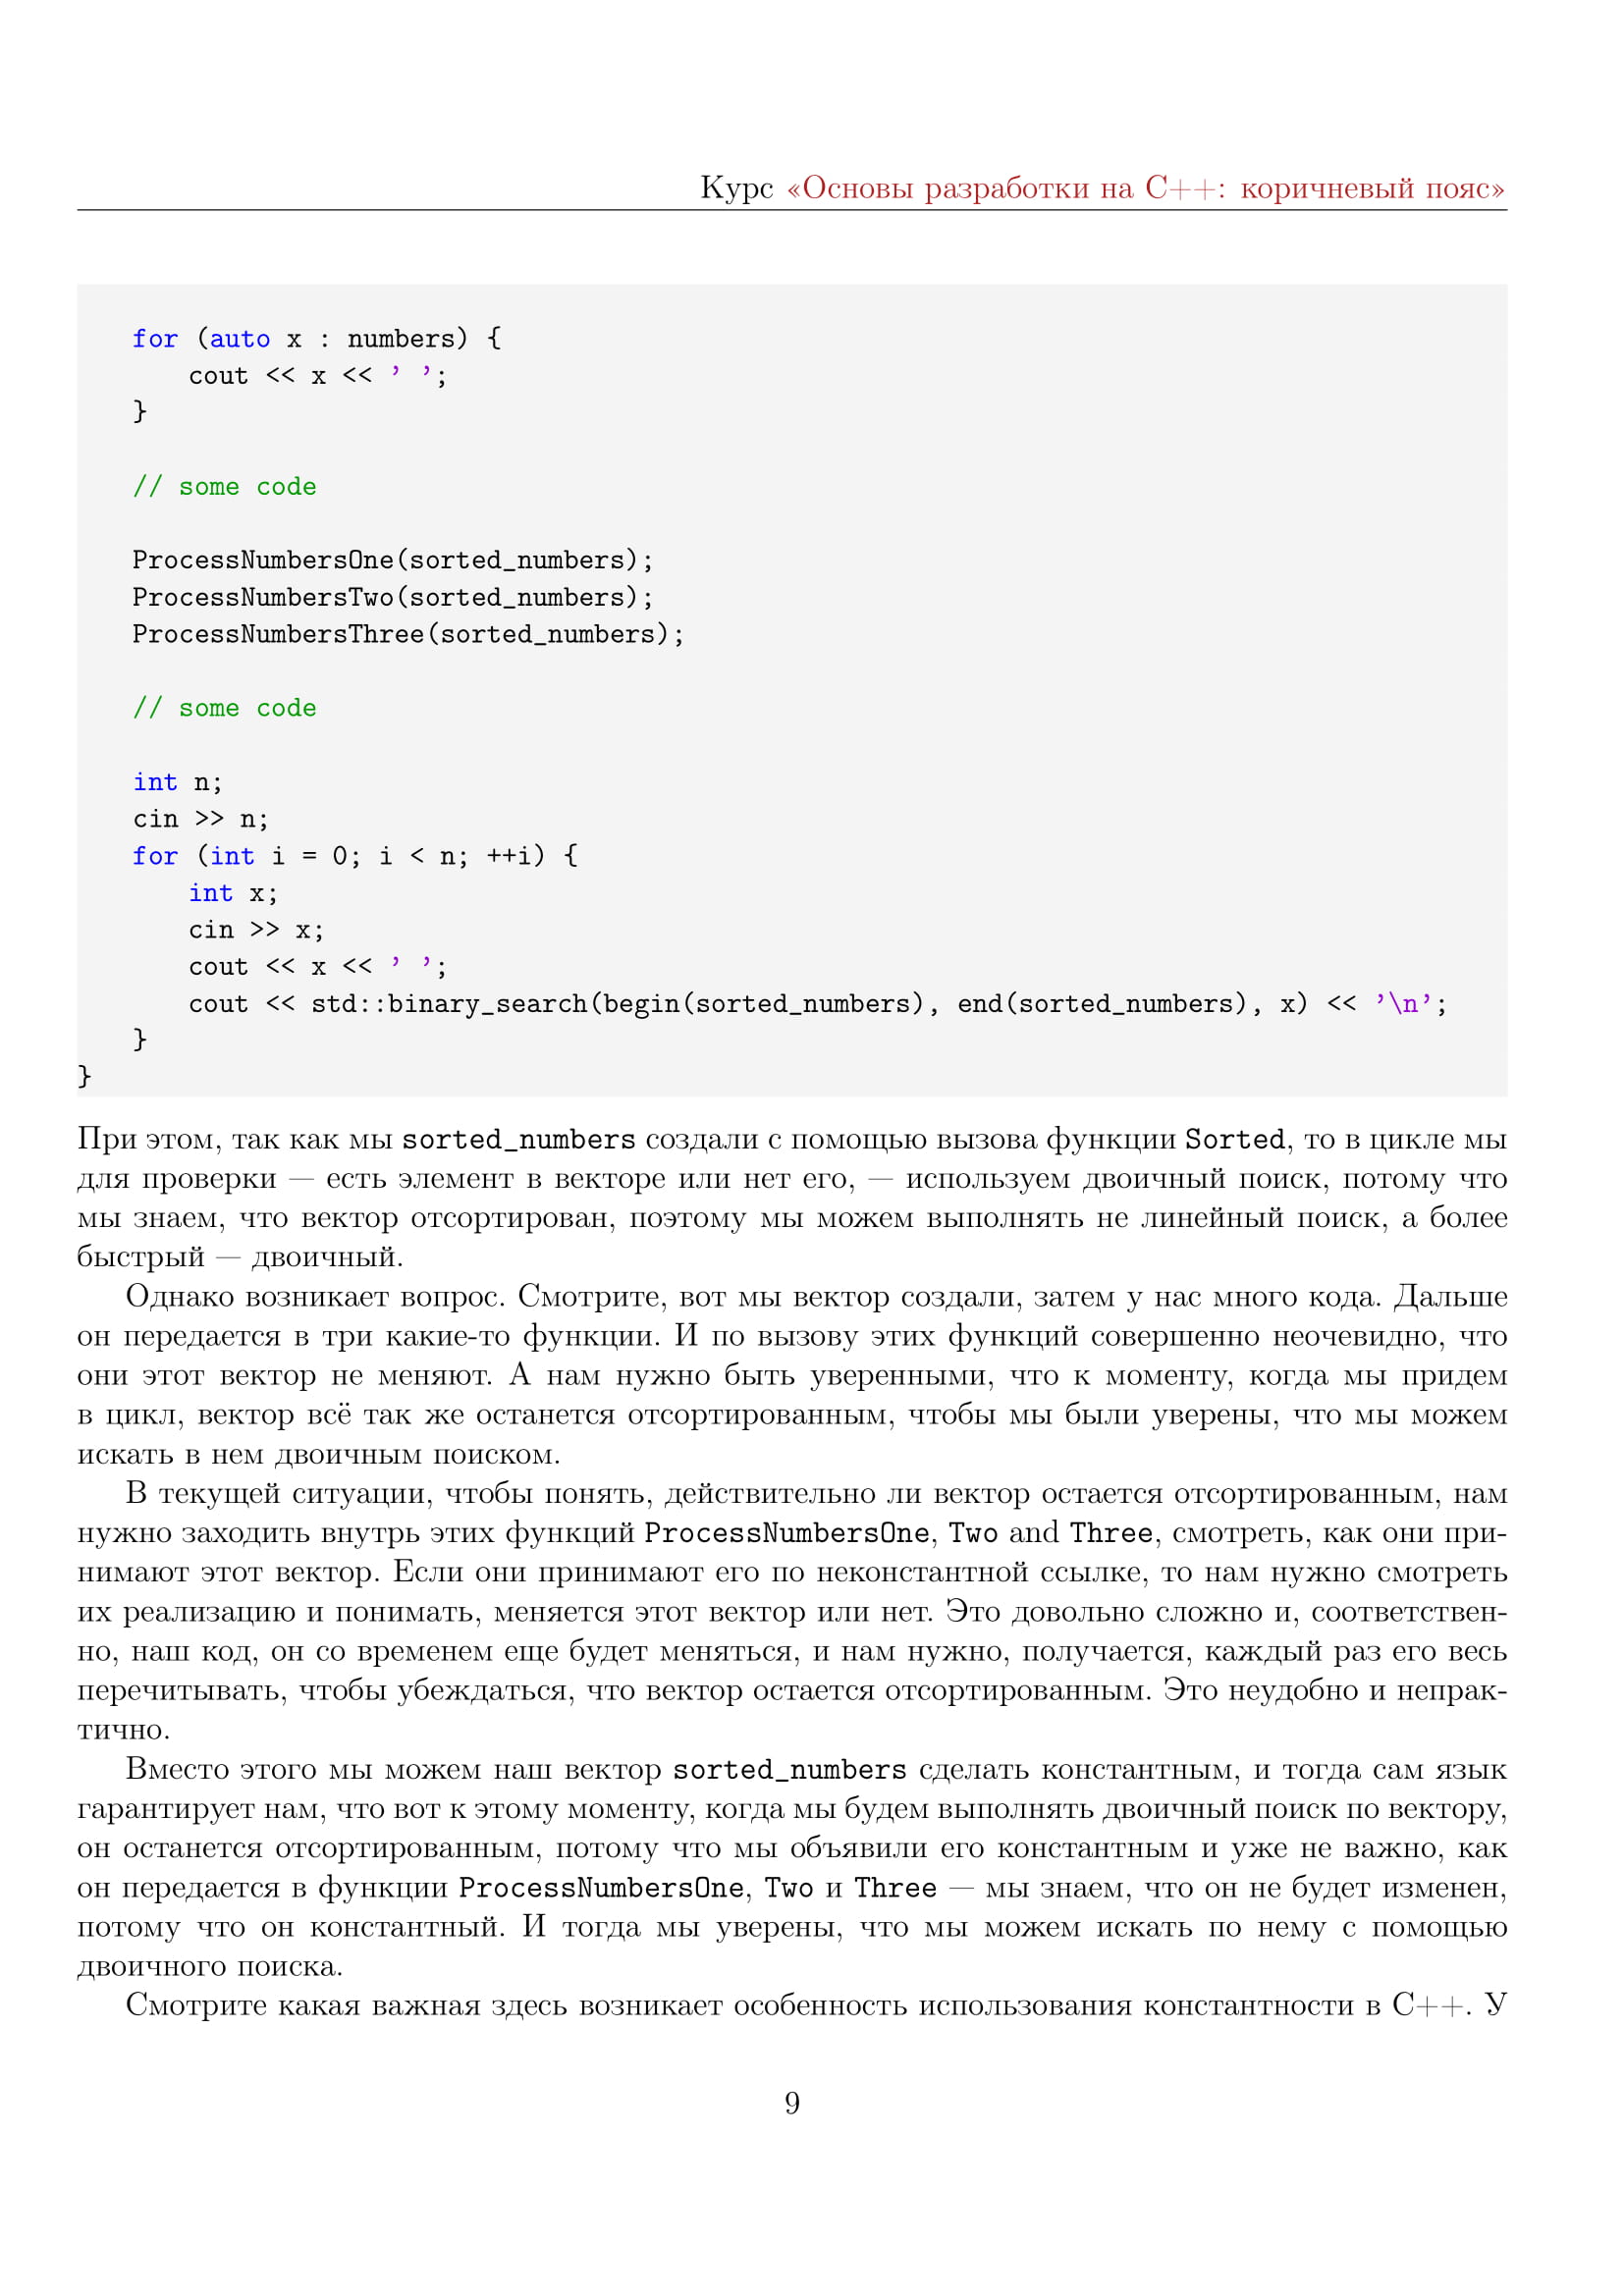 Курс «Основы разработки на C++: коричневый пояс»
for (auto x : numbers) {
cout << x << ' ';
}
// some code
ProcessNumbersOne(sorted_numbers);
ProcessNumbersTwo(sorted_numbers);
ProcessNumbersThree(sorted_numbers);
// some code
int n;
cin >> n;
for (int i = 0; i < n; ++i) {
int x;
cin >> x;
cout << x << ' ';
cout << std::binary_search(begin(sorted_numbers), end(sorted_numbers), x) << '\n';
}
}
При этом, так как мы sorted_numbers создали с помощью вызова функции Sorted, то в цикле мы
для проверки — есть элемент в векторе или нет его, — используем двоичный поиск, потому что
мы знаем, что вектор отсортирован, поэтому мы можем выполнять не линейный поиск, а более
быстрый — двоичный.
Однако возникает вопрос. Смотрите, вот мы вектор создали, затем у нас много кода. Дальше
он передается в три какие-то функции. И по вызову этих функций совершенно неочевидно, что
они этот вектор не меняют. А нам нужно быть уверенными, что к моменту, когда мы придем
в цикл, вектор всё так же останется отсортированным, чтобы мы были уверены, что мы можем
искать в нем двоичным поиском.
В текущей ситуации, чтобы понять, действительно ли вектор остается отсортированным, нам
нужно заходить внутрь этих функций ProcessNumbersOne, Two and Three, смотреть, как они при-
нимают этот вектор. Если они принимают его по неконстантной ссылке, то нам нужно смотреть
их реализацию и понимать, меняется этот вектор или нет. Это довольно сложно и, соответствен-
но, наш код, он со временем еще будет меняться, и нам нужно, получается, каждый раз его весь
перечитывать, чтобы убеждаться, что вектор остается отсортированным. Это неудобно и непрак-
тично.
Вместо этого мы можем наш вектор sorted_numbers сделать константным, и тогда сам язык
гарантирует нам, что вот к этому моменту, когда мы будем выполнять двоичный поиск по вектору,
он останется отсортированным, потому что мы объявили его константным и уже не важно, как
он передается в функции ProcessNumbersOne, Two и Three — мы знаем, что он не будет изменен,
потому что он константный. И тогда мы уверены, что мы можем искать по нему с помощью
двоичного поиска.
Смотрите какая важная здесь возникает особенность использования константности в C++. У
9